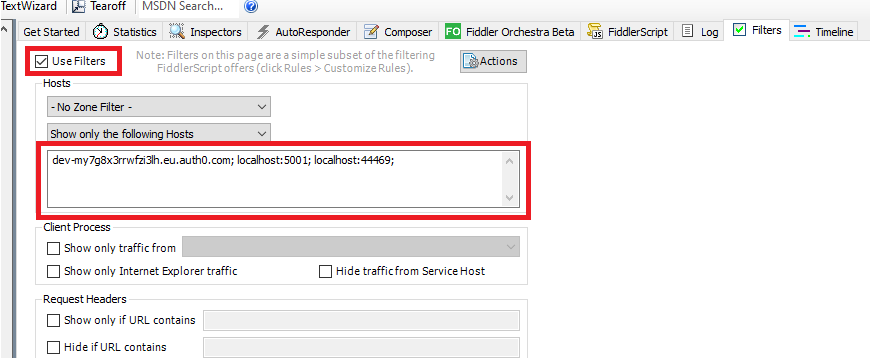 TextWizard Tearoff MSDN Search...
Get Started Statistics Inspectors AutoResponder Composer FO Fiddler Orchestra Beta JS FiddlerScript Log Filters Timeline
Use Filters Note: Filters on this page are a simple subset of the filtering Actions
FiddlerScript offers (click Rules > Customize Rules).
Hosts
- No Zone Filter -
Show only the following Hosts
dev-my7g8x3rrwfzi3lh.eu.auth0.com; localhost:5001; localhost:44469;
Client Process
Show only traffic from
Show only Internet Explorer traffic Hide traffic from Service Host
Request Headers
Show only if URL contains
Hide if URL contains